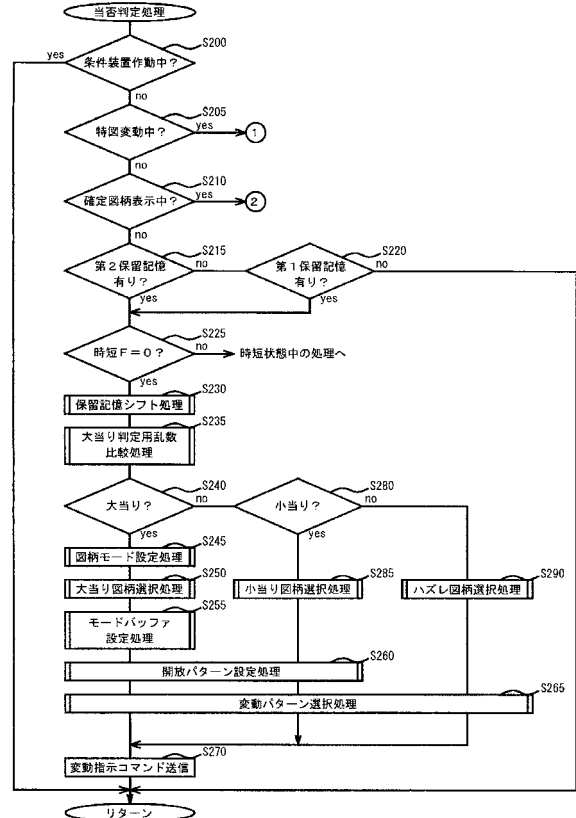 当否判定処理
S200
yes
条件装置作動中？
no
S205
特図変動中？
yes
1
no
S210
確定図柄表示中？
yes
2
no
S215
第２保留記憶
有り？
no
yes
S220
第１保留記憶
有り？
no
yes
S225
時短Ｆ＝０？
no
時短状態中の処理へ
yes
S230
保留記憶シフト処理
S235
大当り判定用乱数
比較処理
S240
大当り？
no
yes
S280
小当り？
no
yes
S245
図柄モード設定処理
S250
大当り図柄選択処理
S285
小当り図柄選択処理
S290
ハズレ図柄選択処理
S255
モードバッファ
設定処理
S260
開放パターン設定処理
S265
変動パターン選択処理
S270
変動指示コマンド送信
リターン